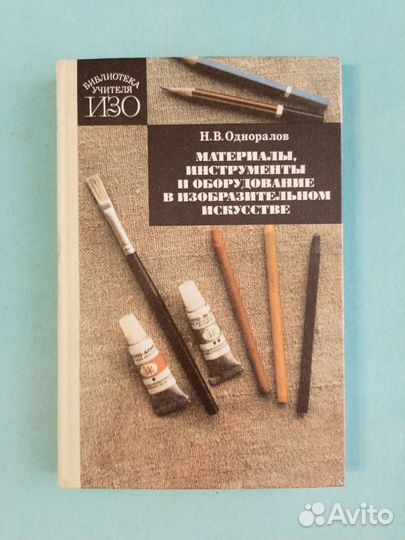 БИБЛИОТЕКА
УЧИТЕЛЯ
ИЗО
Н.В.Одноралов
МАТЕРИАЛЫ,
ИНСТРУМЕНТЫ
И ОБОРУДОВАНИЕ
В ИЗОБРАЗИТЕЛЬНОМ
ИСКУССТВЕ
Avito